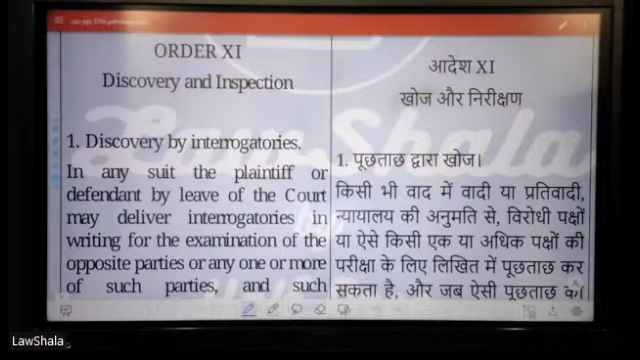 ORDER XI
Discovery and Inspection
1. Discovery by interrogatories.
In any suit the plaintiff or
defendant by leave of the Court
may deliver interrogatories in
writing for the examination of the
opposite parties or any one or more
of such parties, and such
आदेश XI
खोज और निरीक्षण
1. पूछताछ द्वारा खोज।
किसी भी वाद में वादी या प्रतिवादी,
न्यायालय की अनुमति से, विरोधी पक्षों
या ऐसे किसी एक या अधिक पक्षों की
परीक्षा के लिए लिखित में पूछताछ कर
सकता है, और जब ऐसी पूछताछ की
Law Shala
LawShala